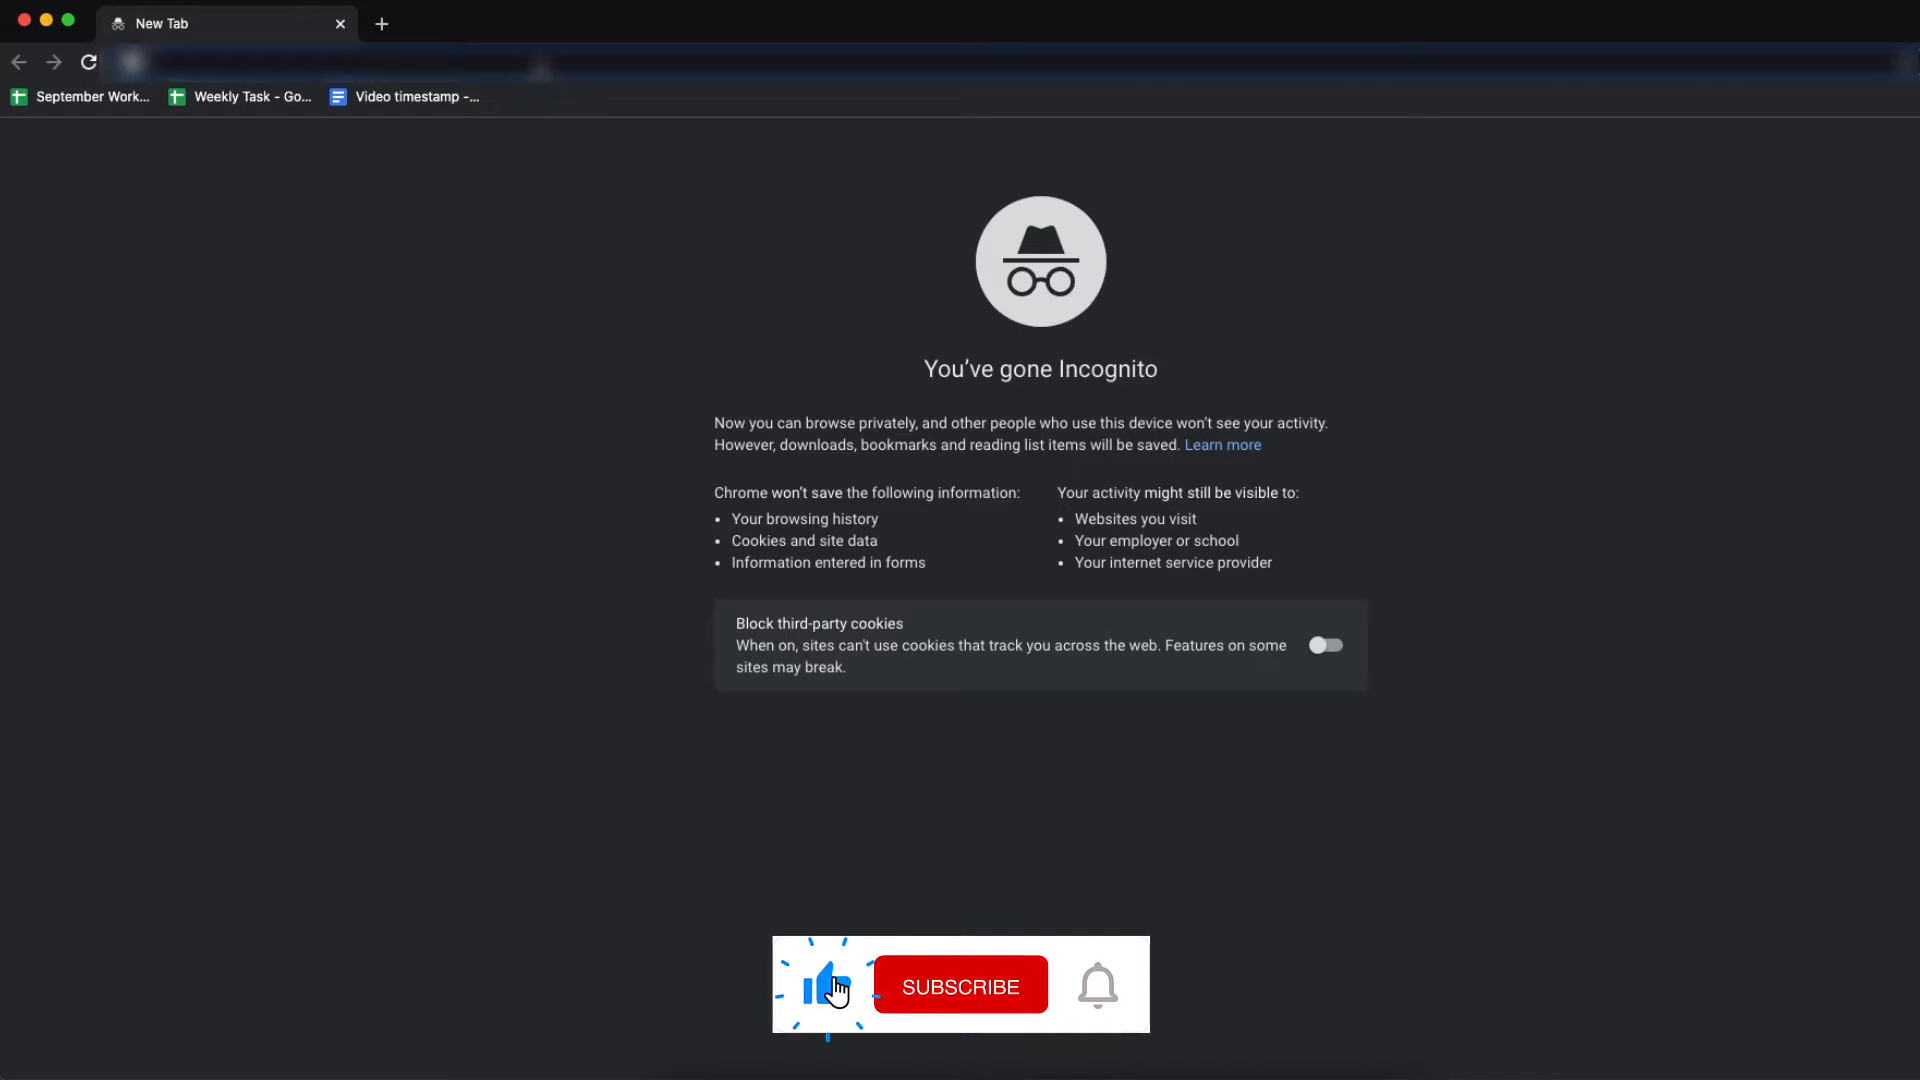 New Tab
September Work... Weekly Task - Go... Video timestamp -...
You've gone Incognito
Now you can browse privately, and other people who use this device won't see your activity.
However, downloads, bookmarks and reading list items will be saved. Learn more
Chrome won't save the following information:
• Your browsing history
• Cookies and site data
• Information entered in forms
Your activity might still be visible to:
• Websites you visit
• Your employer or school
• Your internet service provider
Block third-party cookies
When on, sites can't use cookies that track you across the web. Features on some
sites may break.
SUBSCRIBE